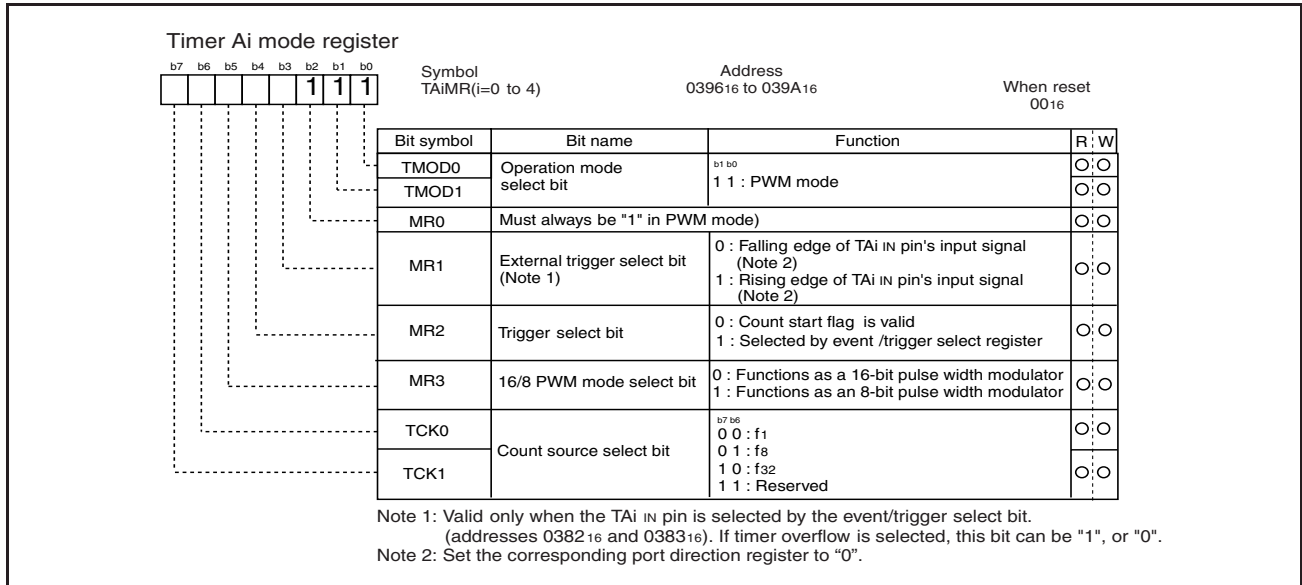 Timer Ai mode register
b7 b6 b5 b4 b3 b2 b1 b0
1 1 1
Symbol Address When reset
TAiMR(i=0 to 4) 039616 to 039A16 0016
Bit symbol Bit name Function R W
TMOD0 Operation mode select bit b1 b0
TMOD1 1 1 : PWM mode
MR0 Must always be "1" in PWM mode)
MR1 External trigger select bit
(Note 1)
0 : Falling edge of TAi IN pin's input signal
(Note 2)
1 : Rising edge of TAi IN pin's input signal
(Note 2)
MR2 Trigger select bit
0 : Count start flag is valid
1 : Selected by event /trigger select register
MR3 16/8 PWM mode select bit
0 : Functions as a 16-bit pulse width modulator
1 : Functions as an 8-bit pulse width modulator
TCK0
TCK1
Count source select bit
b7 b6
0 0 : f1
0 1 : f8
1 0 : f32
1 1 : Reserved
Note 1: Valid only when the TAi IN pin is selected by the event/trigger select bit.
(addresses 038216 and 038316). If timer overflow is selected, this bit can be "1", or "0".
Note 2: Set the corresponding port direction register to “0”.